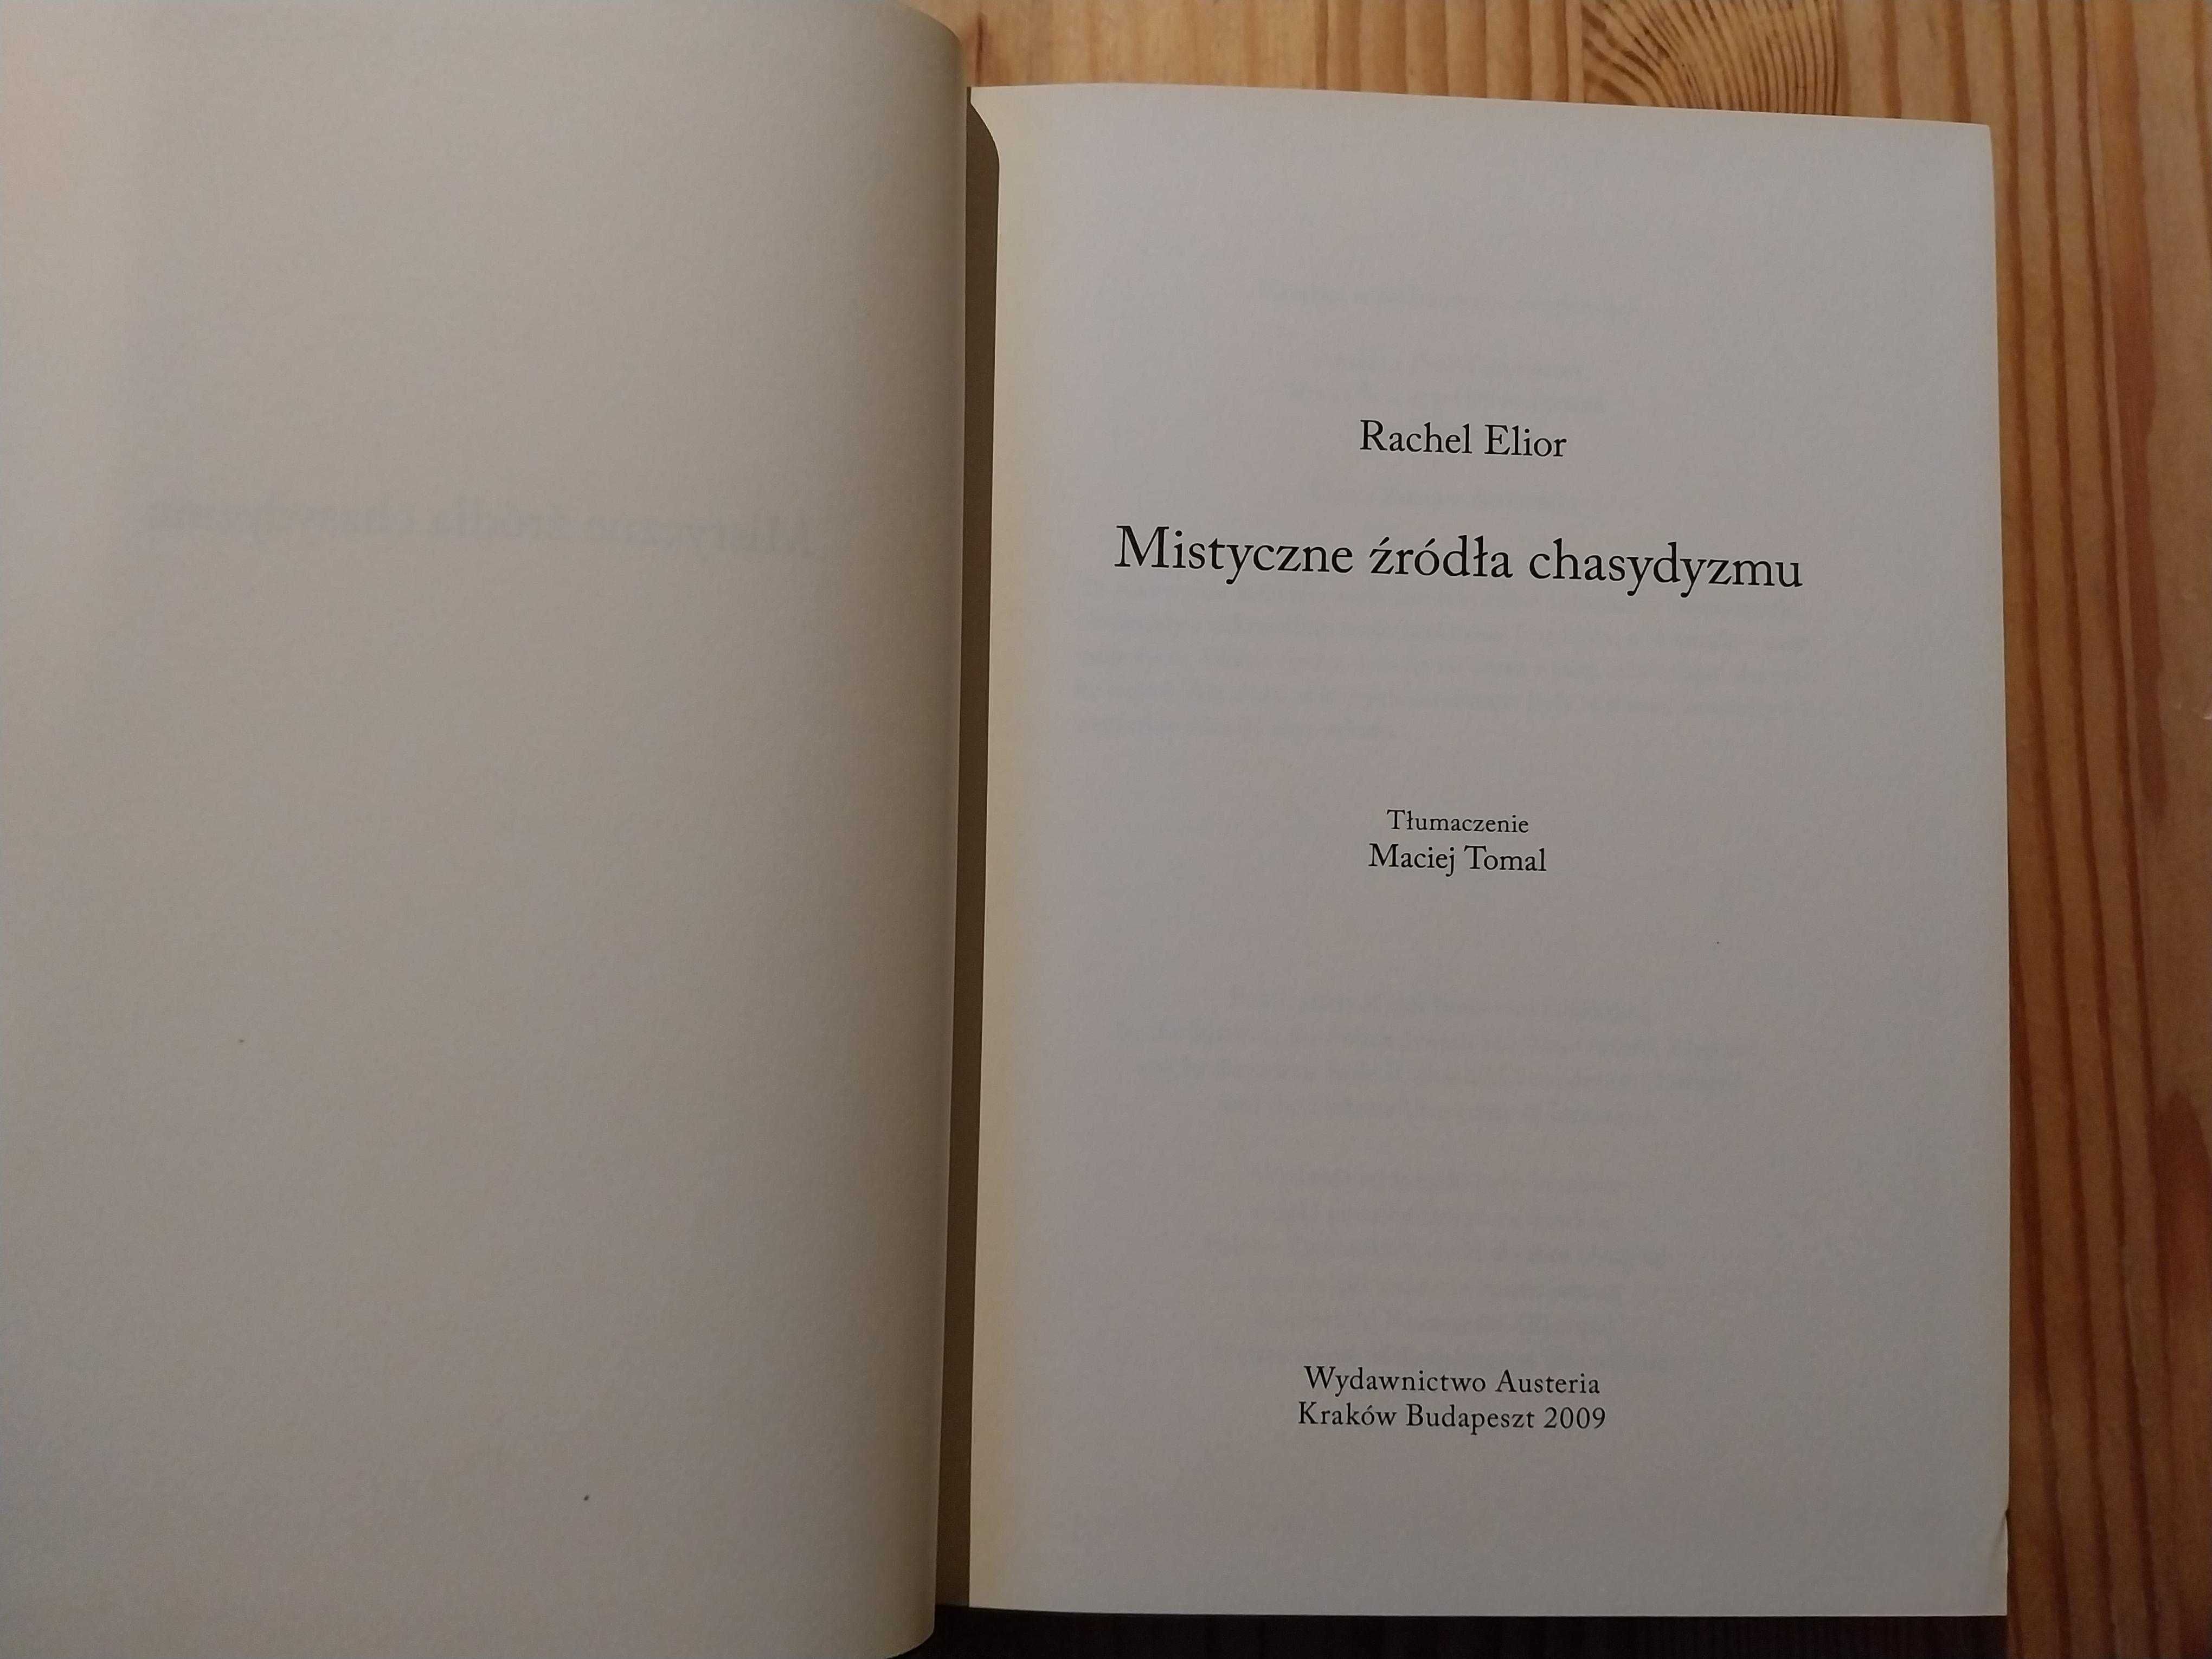 Rachel Elior
Mistyczne źródła chasydyzmu
Tłumaczenie
Maciej Tomal
Wydawnictwo Austeria
Kraków Budapeszt 2009